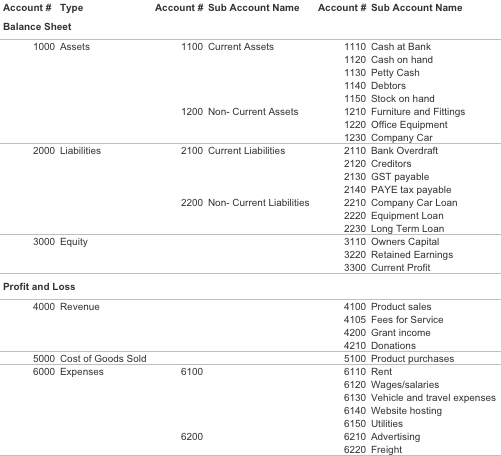 Account # Type Account # Sub Account Name Account # Sub Account Name
Balance Sheet
1000 Assets 1100 Current Assets 1110 Cash at Bank
1120 Cash on hand
1130 Petty Cash
1140 Debtors
1150 Stock on hand
1200 Non- Current Assets 1210 Furniture and Fittings
1220 Office Equipment
1230 Company Car
2000 Liabilities 2100 Current Liabilities 2110 Bank Overdraft
2120 Creditors
2130 GST payable
2140 PAYE tax payable
2200 Non- Current Liabilities 2210 Company Car Loan
2220 Equipment Loan
2230 Long Term Loan
3000 Equity 3110 Owners Capital
3220 Retained Earnings
3300 Current Profit
Profit and Loss
4000 Revenue 4100 Product sales
4105 Fees for Service
4200 Grant income
4210 Donations
5000 Cost of Goods Sold 5100 Product purchases
6000 Expenses 6100 6110 Rent
6120 Wages/salaries
6130 Vehicle and travel expenses
6140 Website hosting
6150 Utilities
6200 6210 Advertising
6220 Freight